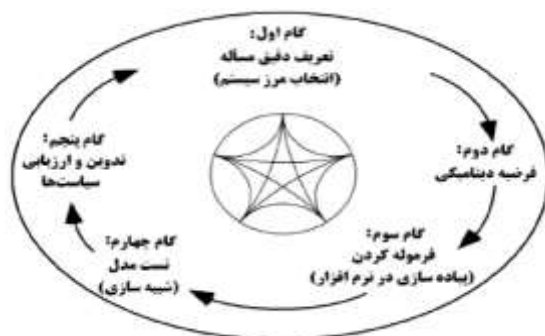 گام اول:
تعریف دقیق مسأله
(انتخاب مرز سیستم)
گام دوم:
فرضیه دینامیکی
گام سوم:
فرموله کردن
(پیاده سازی در نرم افزار)
گام چهارم:
تست مدل
(شبیه سازی)
گام پنجم:
تدوین و ارزیابی
سیاست‌ها